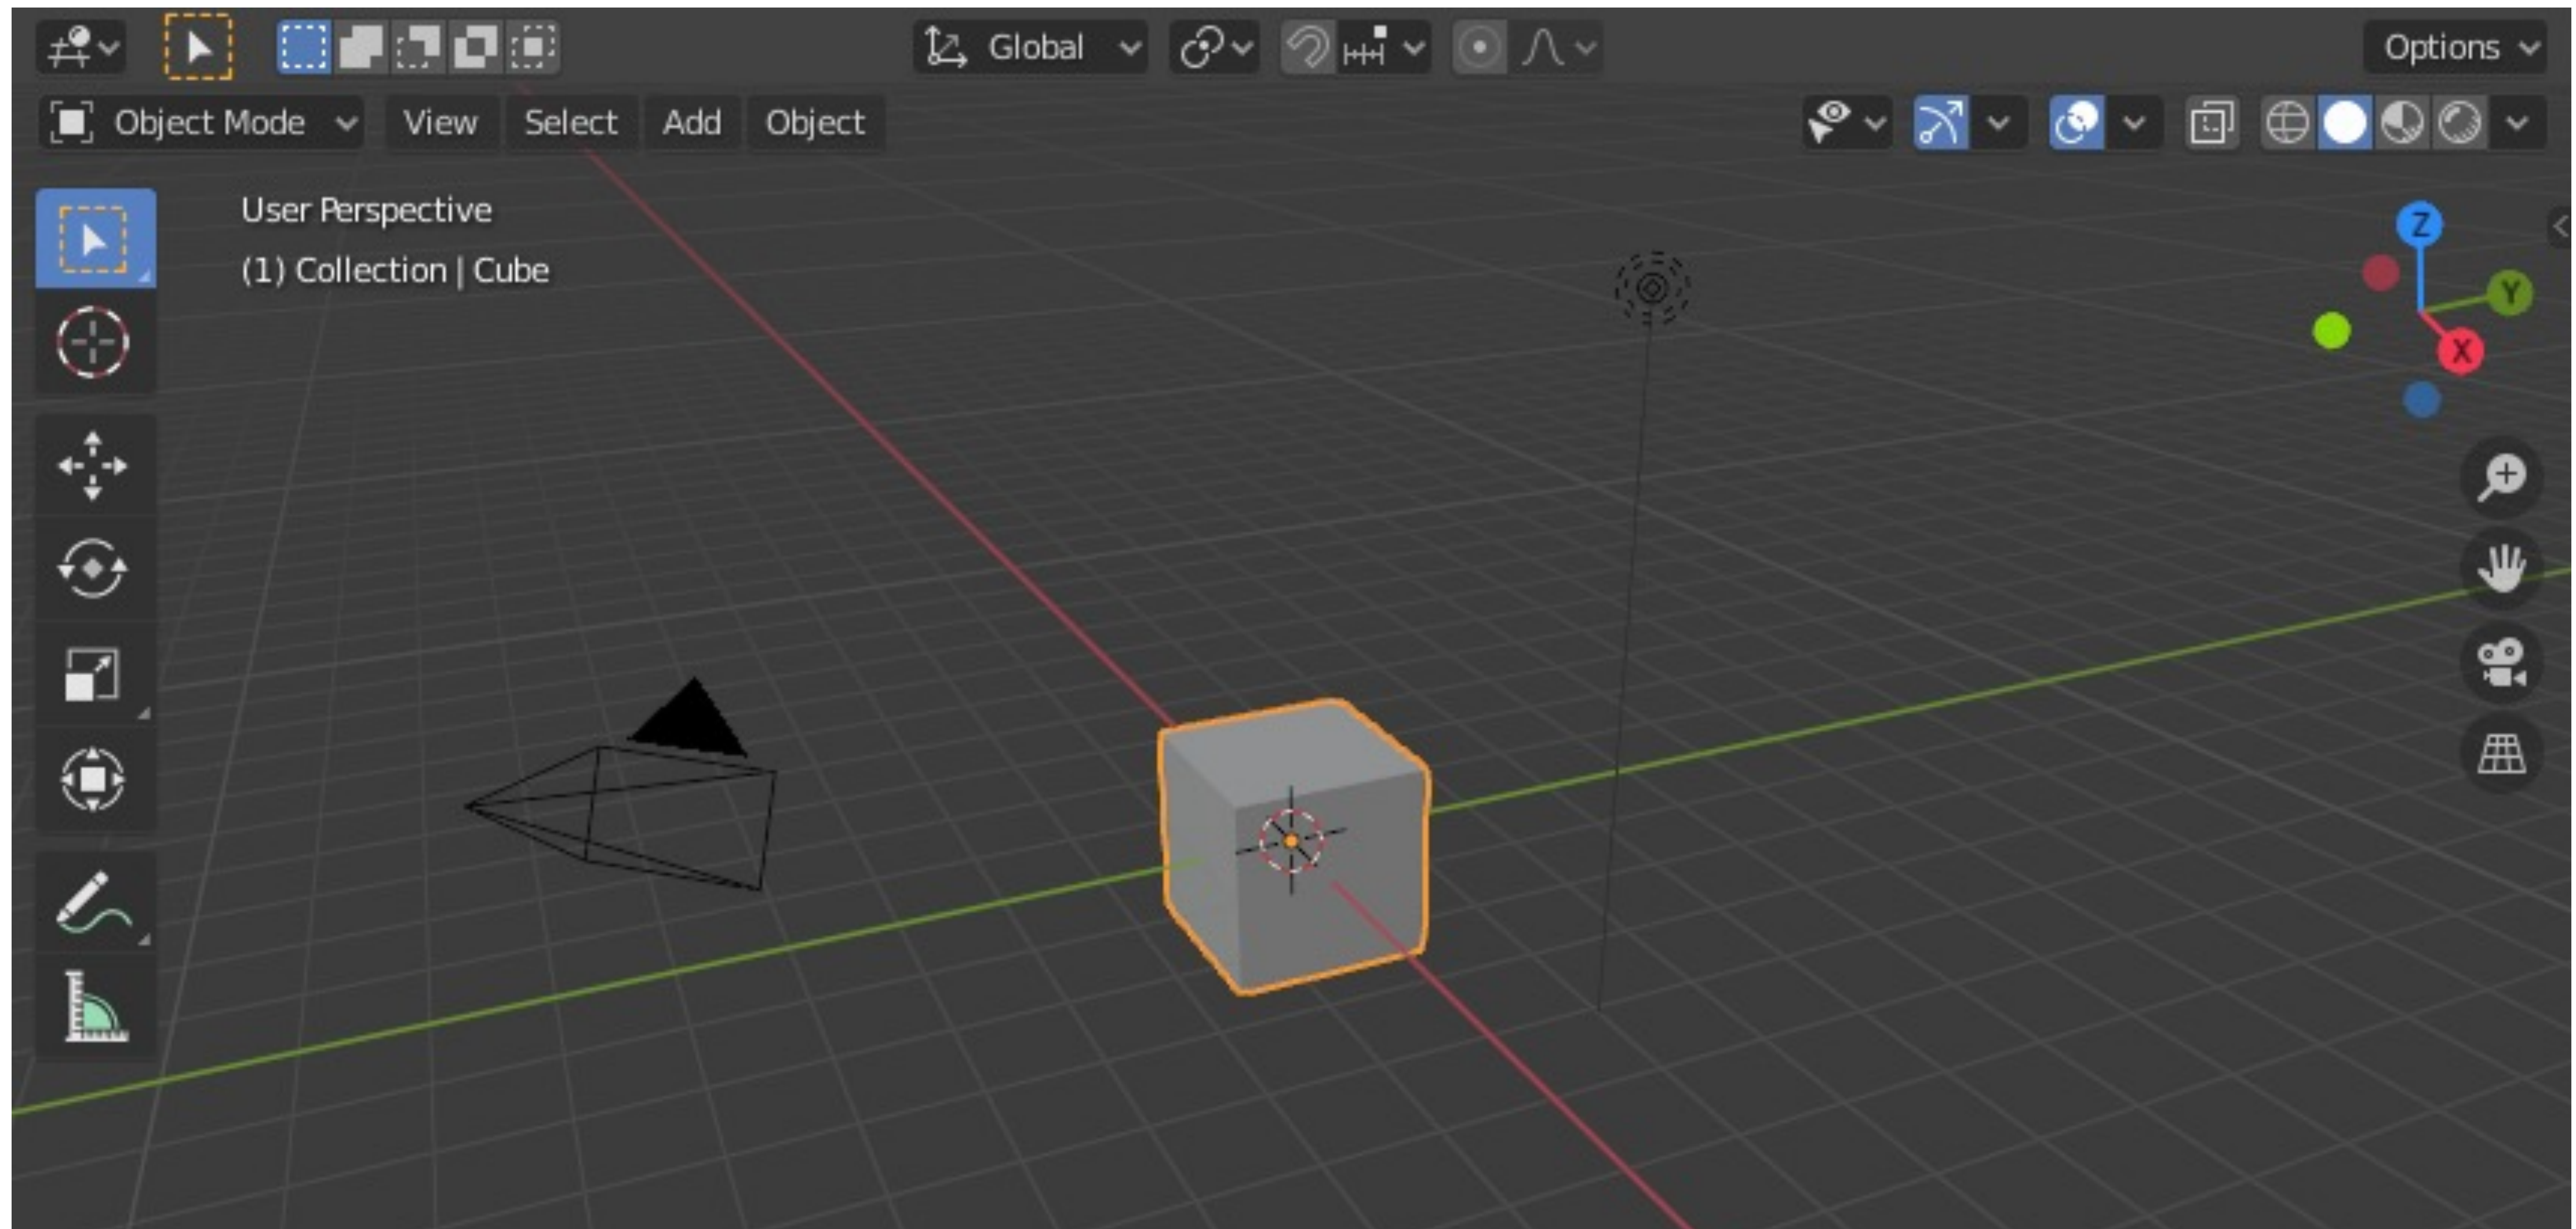 Global
Options
Object Mode View Select Add Object
User Perspective
(1) Collection | Cube
Z
Y
X